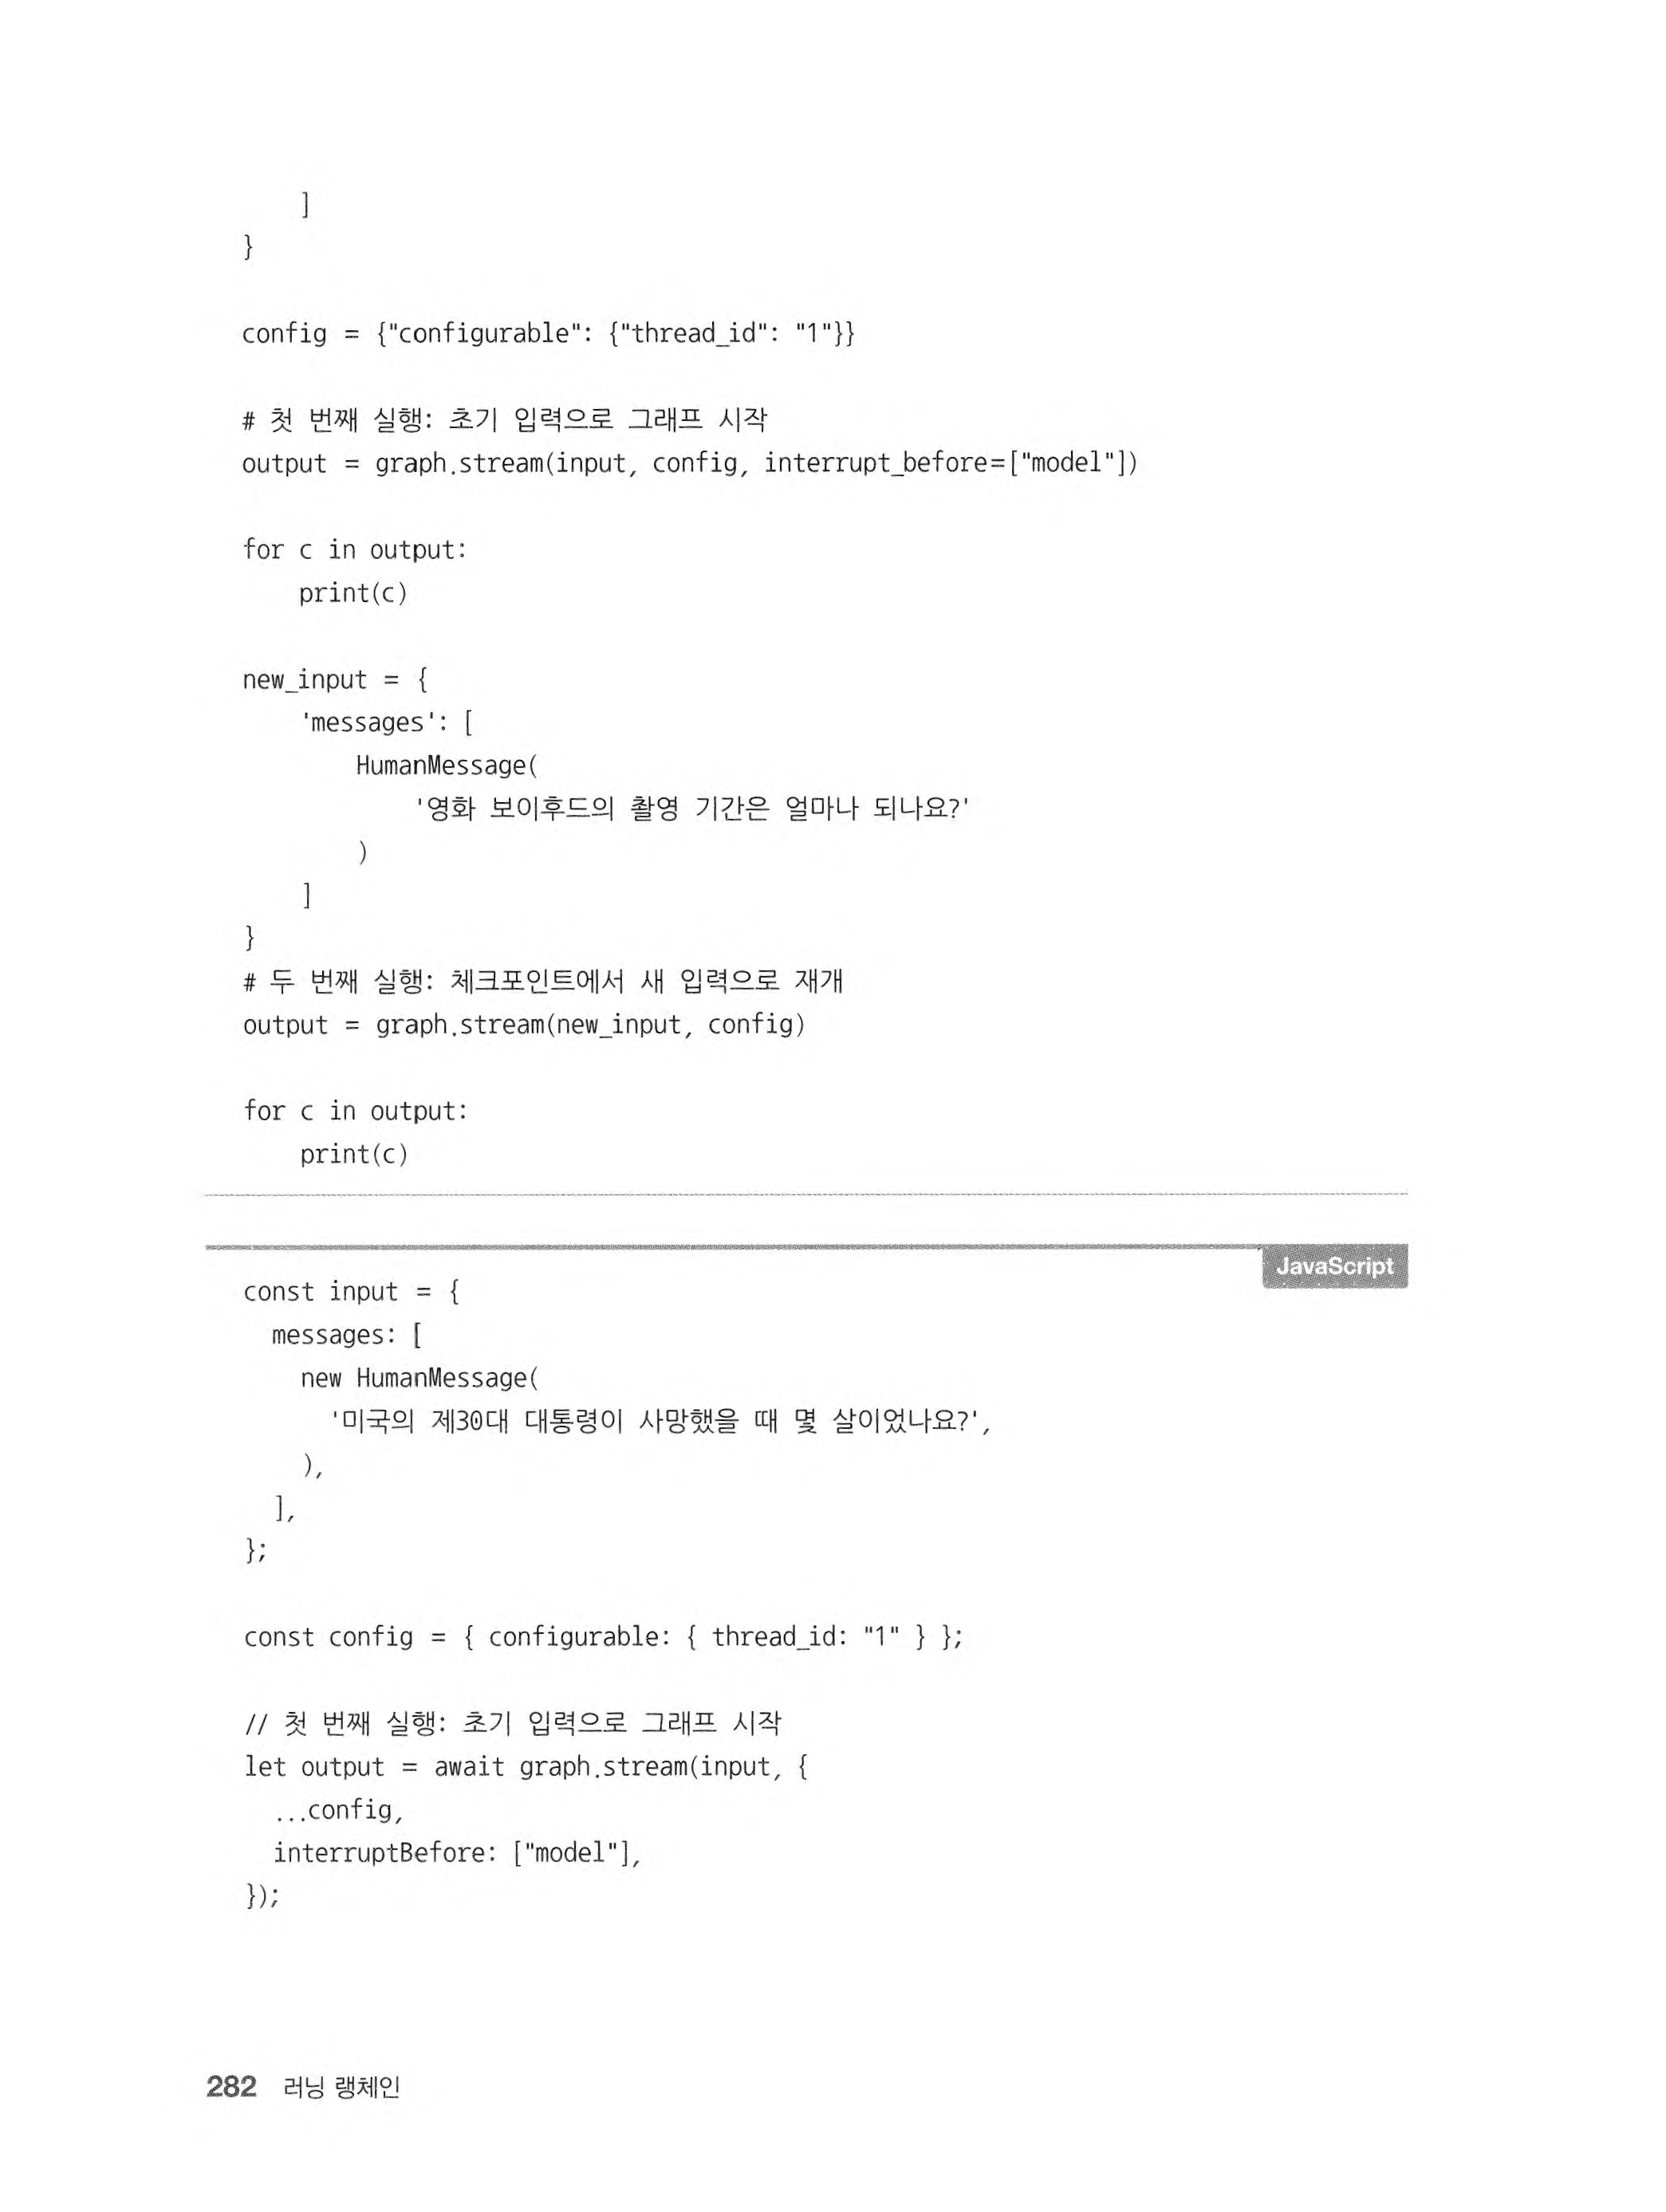 ]
}

config = {"configurable": {"thread_id": "1"}}

# 첫 번째 실행: 초기 입력으로 그래프 시작
output = graph.stream(input, config, interrupt_before=["model"])

for c in output:
    print(c)

new_input = {
    'messages': [
        HumanMessage(
            '영화 보이후드의 촬영 기간은 얼마나 되나요?'
        )
    ]
}
# 두 번째 실행: 체크포인트에서 새 입력으로 재개
output = graph.stream(new_input, config)

for c in output:
    print(c)

JavaScript
const input = {
  messages: [
    new HumanMessage(
      '미국의 제30대 대통령이 사망했을 때 몇 살이었나요?',
    ),
  ],
};

const config = { configurable: { thread_id: "1" } };

// 첫 번째 실행: 초기 입력으로 그래프 시작
let output = await graph.stream(input, {
  ...config,
  interruptBefore: ["model"],
});

282 러닝 랭체인